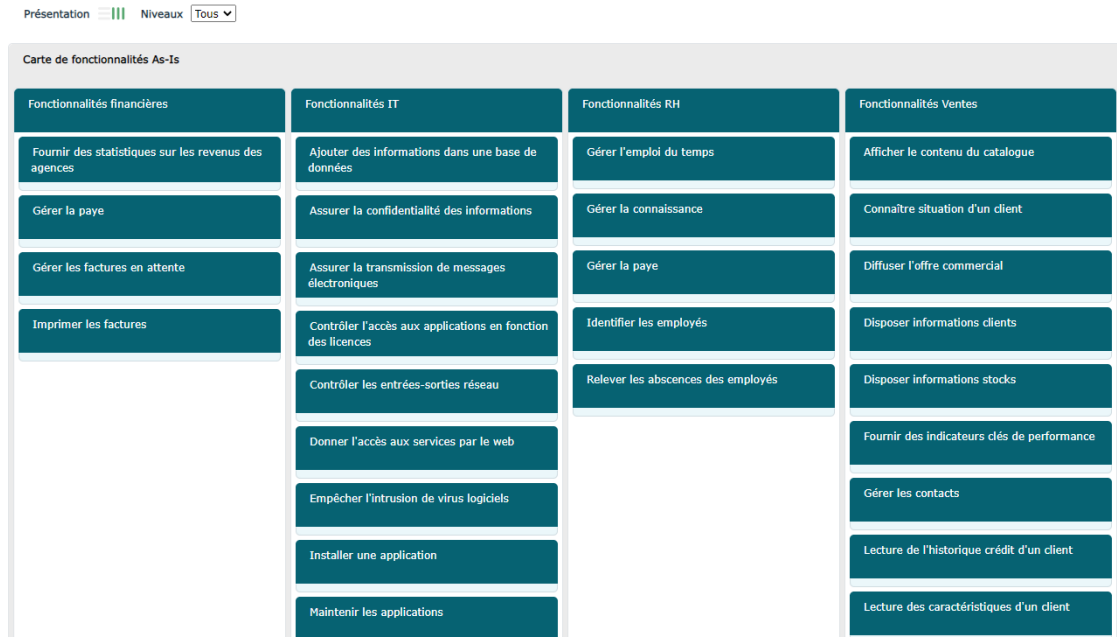 Présentation Niveaux Tous
Carte de fonctionnalités As-Is
Fonctionnalités financières
Fournir des statistiques sur les revenus des
agences
Gérer la paye
Gérer les factures en attente
Imprimer les factures
Fonctionnalités IT
Ajouter des informations dans une base de
données
Assurer la confidentialité des informations
Assurer la transmission de messages
électroniques
Contrôler l'accès aux applications en fonction
des licences
Contrôler les entrées-sorties réseau
Donner l'accès aux services par le web
Empêcher l'intrusion de virus logiciels
Installer une application
Maintenir les applications
Fonctionnalités RH
Gérer l'emploi du temps
Gérer la connaissance
Gérer la paye
Identifier les employés
Relever les abscences des employés
Fonctionnalités Ventes
Afficher le contenu du catalogue
Connaître situation d'un client
Diffuser l'offre commercial
Disposer informations clients
Disposer informations stocks
Fournir des indicateurs clés de performance
Gérer les contacts
Lecture de l'historique crédit d'un client
Lecture des caractéristiques d'un client